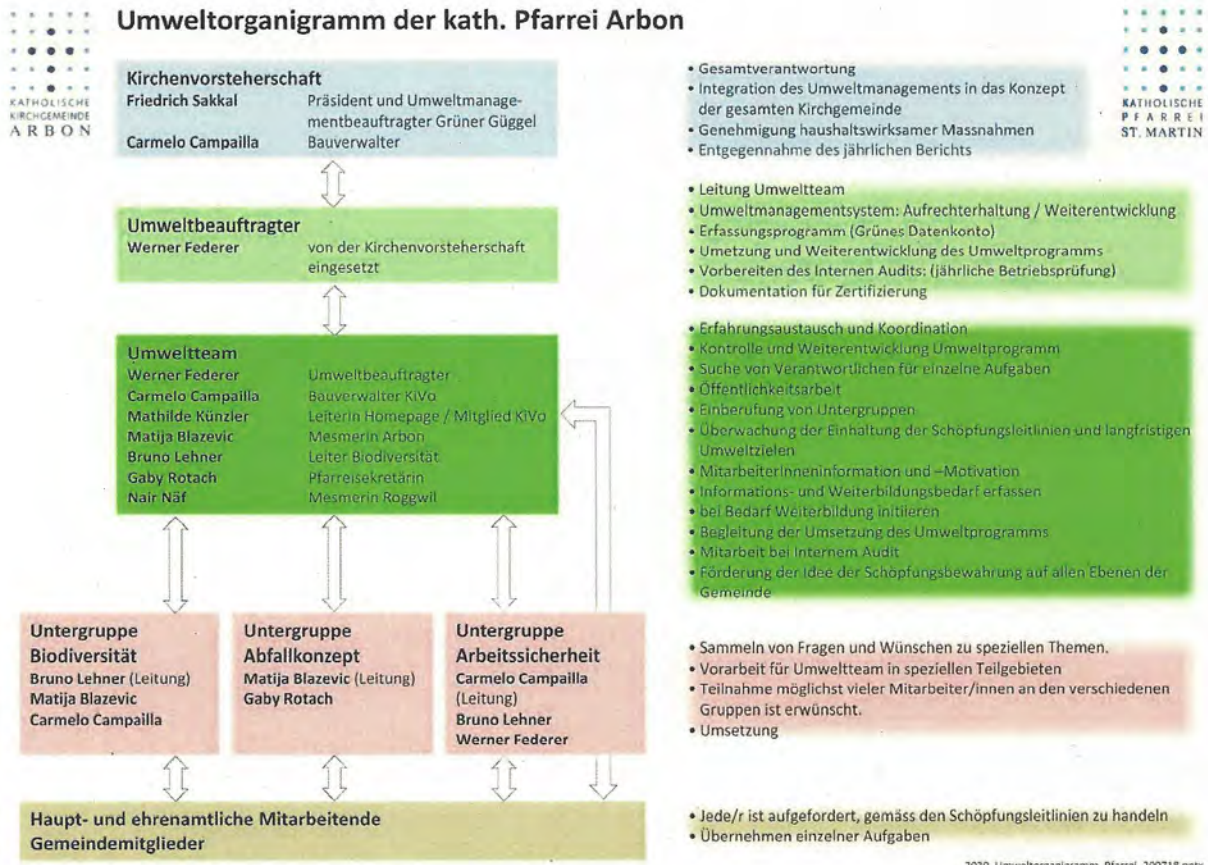 Umweltorganigramm der kath. Pfarrei Arbon
KATHOLISCHE
KIRCHGEMEINDE
ARBON
KATHOLISCHE
PFARREI
ST. MARTIN
Kirchenvorsteherschaft
Friedrich Sakkal Präsident und Umweltmanage-
mentbeauftragter Grüner Güggel
Carmelo Campailla Bauverwalter
• Gesamtverantwortung
• Integration des Umweltmanagements in das Konzept
der gesamten Kirchgemeinde
• Genehmigung haushaltswirksamer Massnahmen
• Entgegennahme des jährlichen Berichts
Umweltbeauftragter
Werner Federer von der Kirchenvorsteherschaft
eingesetzt
• Leitung Umweltteam
• Umweltmanagementsystem: Aufrechterhaltung / Weiterentwicklung
• Erfassungsprogramm (Grünes Datenkonto)
• Umetzung und Weiterentwicklung des Umweltprogramms
• Vorbereiten des Internen Audits: (jährliche Betriebsprüfung)
• Dokumentation für Zertifizierung
Umweltteam
Werner Federer Umweltbeauftragter
Carmelo Campailla Bauverwalter KiVo
Mathilde Künzler Leiterin Homepage / Mitglied KiVo
Matija Blazevic Mesmerin Arbon
Bruno Lehner Leiter Biodiversität
Gaby Rotach Pfarreisekretärin
Nair Näf Mesmerin Roggwil
• Erfahrungsaustausch und Koordination
• Kontrolle und Weiterentwicklung Umweltprogramm
• Suche von Verantwortlichen für einzelne Aufgaben
• Öffentlichkeitsarbeit
• Einberufung von Untergruppen
• Überwachung der Einhaltung der Schöpfungsleitlinien und langfristigen
Umweltzielen
• MitarbeiterInneninformation und –Motivation
• Informations- und Weiterbildungsbedarf erfassen
• bei Bedarf Weiterbildung initiieren
• Begleitung der Umsetzung des Umweltprogramms
• Mitarbeit bei Internem Audit
• Förderung der Idee der Schöpfungsbewahrung auf allen Ebenen der
Gemeinde
Untergruppe
Biodiversität
Bruno Lehner (Leitung)
Matija Blazevic
Carmelo Campailla
Untergruppe
Abfallkonzept
Matija Blazevic (Leitung)
Gaby Rotach
Untergruppe
Arbeitssicherheit
Carmelo Campailla
(Leitung)
Bruno Lehner
Werner Federer
• Sammeln von Fragen und Wünschen zu speziellen Themen.
• Vorarbeit für Umweltteam in speziellen Teilgebieten
• Teilnahme möglichst vieler Mitarbeiter/innen an den verschiedenen
Gruppen ist erwünscht.
• Umsetzung
Haupt- und ehrenamtliche Mitarbeitende
Gemeindemitglieder
• Jede/r ist aufgefordert, gemäss den Schöpfungsleitlinien zu handeln
• Übernehmen einzelner Aufgaben